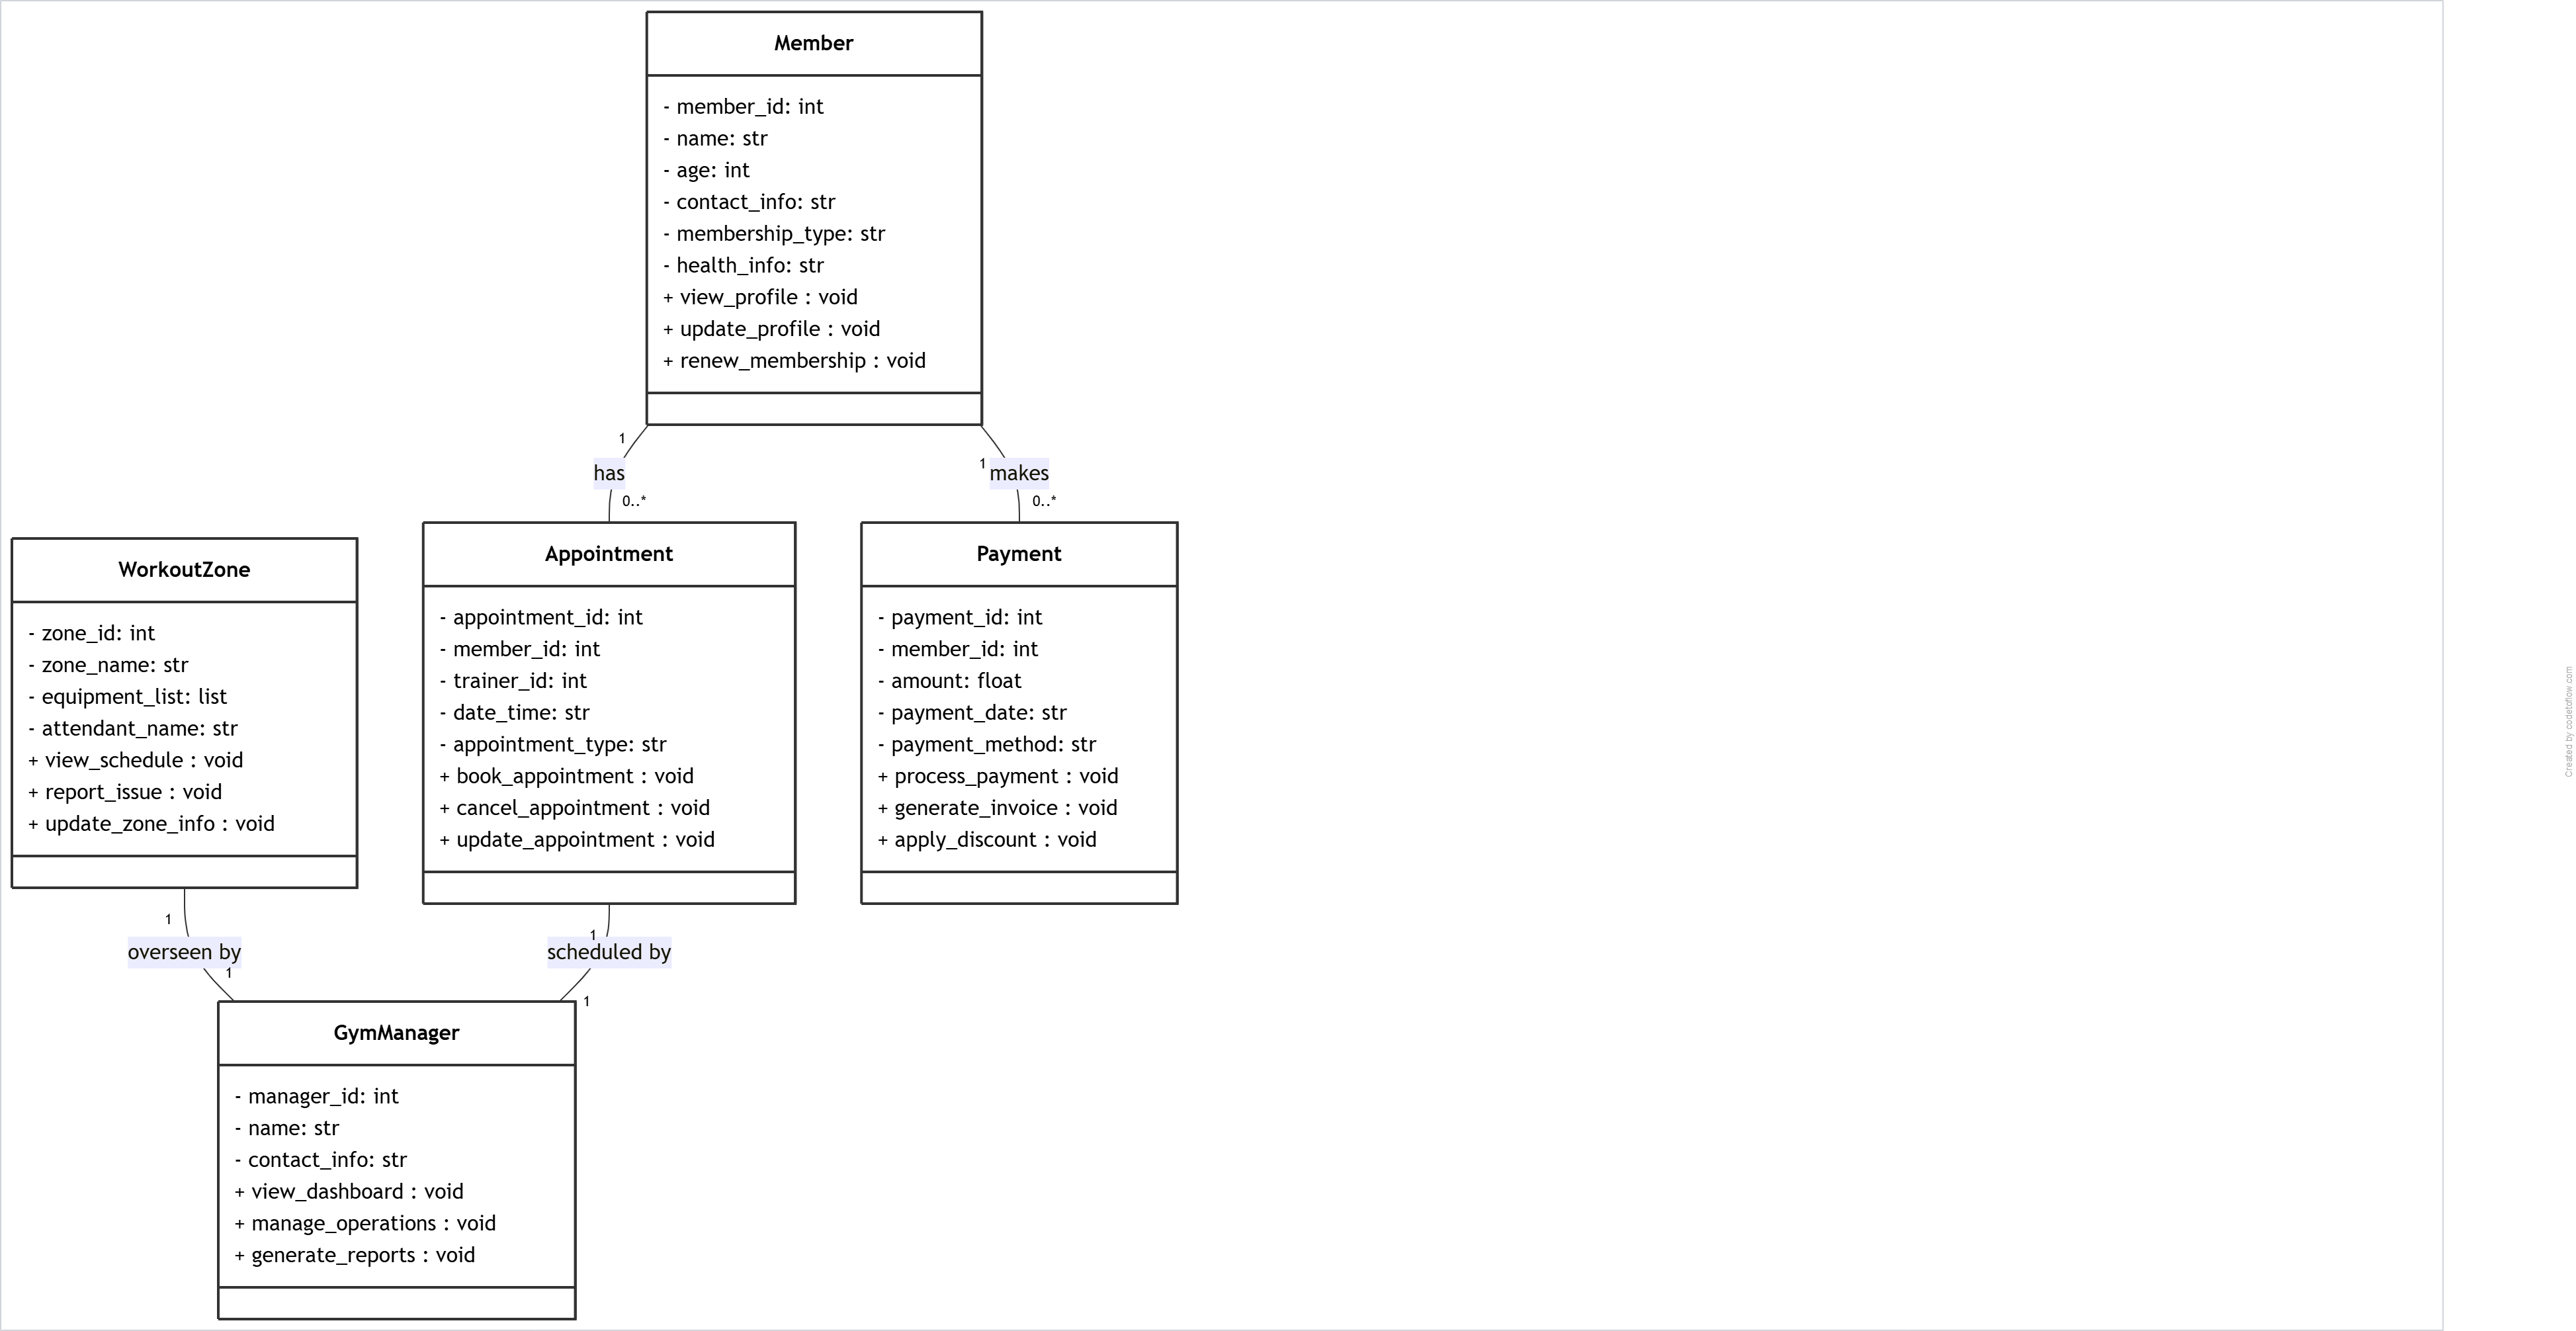 Member
- member_id: int
- name: str
- age: int
- contact_info: str
- membership_type: str
- health_info: str
+ view_profile : void
+ update_profile : void
+ renew_membership : void
1
has
0..*
1
makes
0..*
WorkoutZone
- zone_id: int
- zone_name: str
- equipment_list: list
- attendant_name: str
+ view_schedule : void
+ report_issue : void
+ update_zone_info : void
Appointment
- appointment_id: int
- member_id: int
- trainer_id: int
- date_time: str
- appointment_type: str
+ book_appointment : void
+ cancel_appointment : void
+ update_appointment : void
Payment
- payment_id: int
- member_id: int
- amount: float
- payment_date: str
- payment_method: str
+ process_payment : void
+ generate_invoice : void
+ apply_discount : void
1
overseen by
1
1
scheduled by
1
GymManager
- manager_id: int
- name: str
- contact_info: str
+ view_dashboard : void
+ manage_operations : void
+ generate_reports : void
Created by codetoflow.com